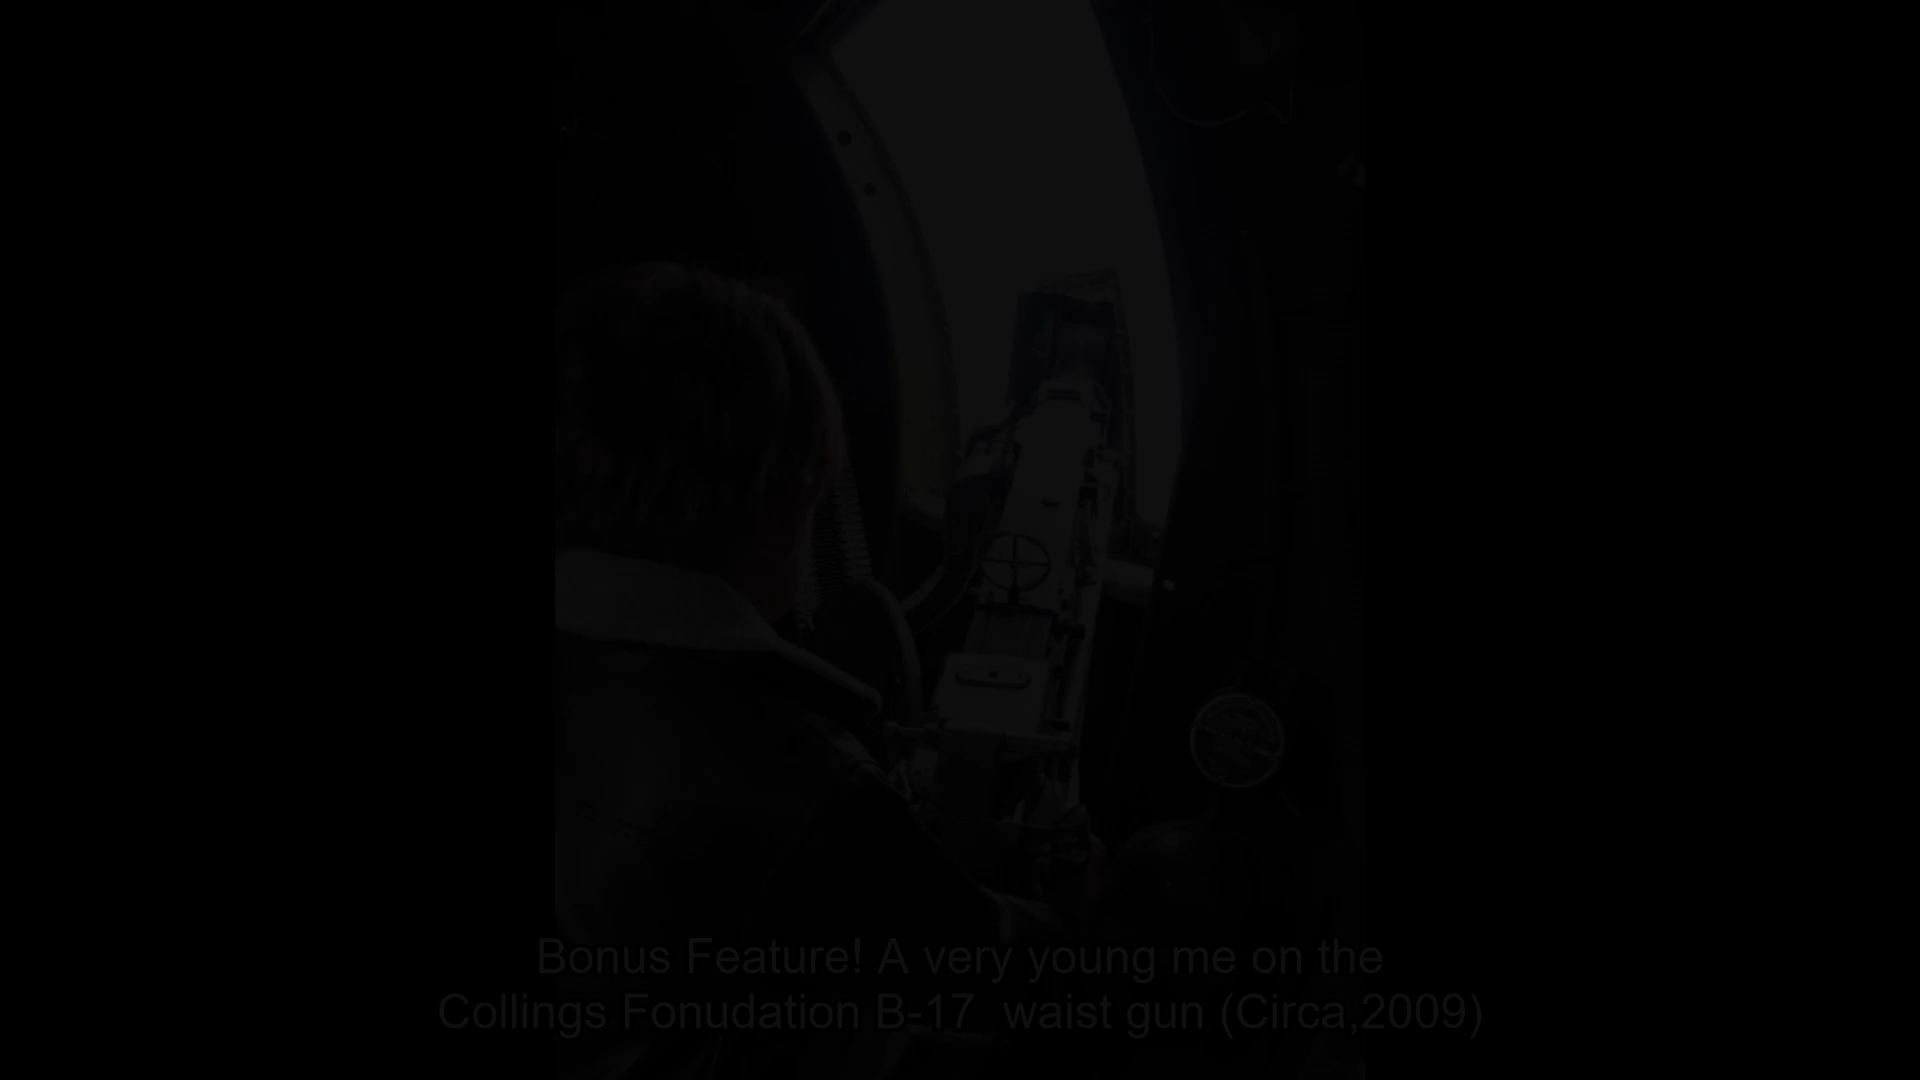 Bonus Feature! A very young me on the
Collings Fonudation B-17  waist gun (Circa,2009)